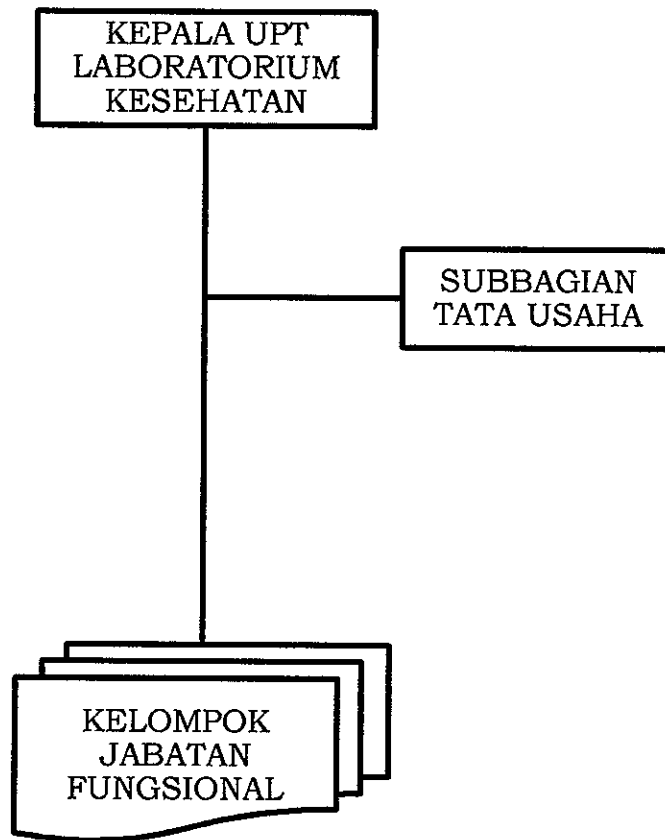 KEPALA UPT
LABORATORIUM
KESEHATAN
SUBBAGIAN
TATA USAHA
KELOMPOK
JABATAN
FUNGSIONAL